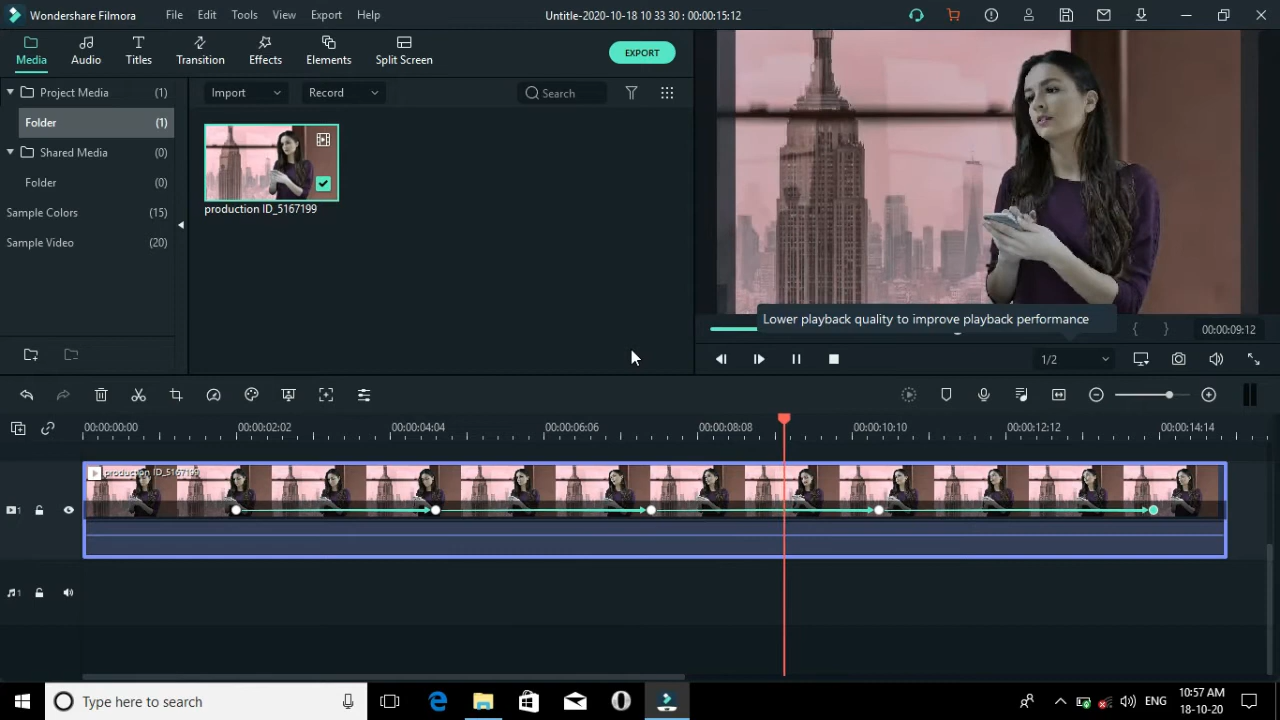 Wondershare Filmora File Edit Tools View Export Help Untitle-2020-10-18 10 33 30 : 00:00:15:12
Media Audio Titles Transition Effects Elements Split Screen EXPORT
Project Media (1) Import Record Search
Folder (1)
Shared Media (0)
Folder (0)
production ID_5167199
Sample Colors (15)
Sample Video (20)
Lower playback quality to improve playback performance
{ } 00:00:09:12
1/2
00:00:00:00 00:00:02:02 00:00:04:04 00:00:06:06 00:00:08:08 00:00:10:10 00:00:12:12 00:00:14:14
production ID_5167199
1
1
Type here to search ENG 10:57 AM
18-10-20